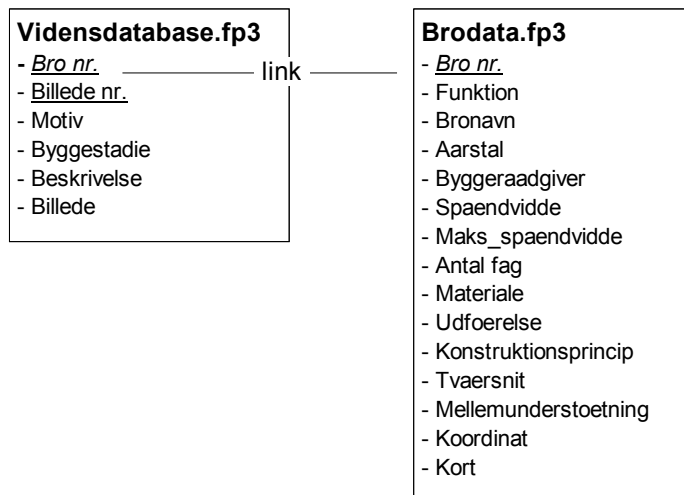 Vidensdatabase.fp3
- Bro nr.
- Billede nr.
- Motiv
- Byggestadie
- Beskrivelse
- Billede
link
Brodata.fp3
- Bro nr.
- Funktion
- Bronavn
- Aarstal
- Byggeraadgiver
- Spaendvidde
- Maks_spaendvidde
- Antal fag
- Materiale
- Udfoerelse
- Konstruktionsprincip
- Tvaersnit
- Mellemunderstoetning
- Koordinat
- Kort